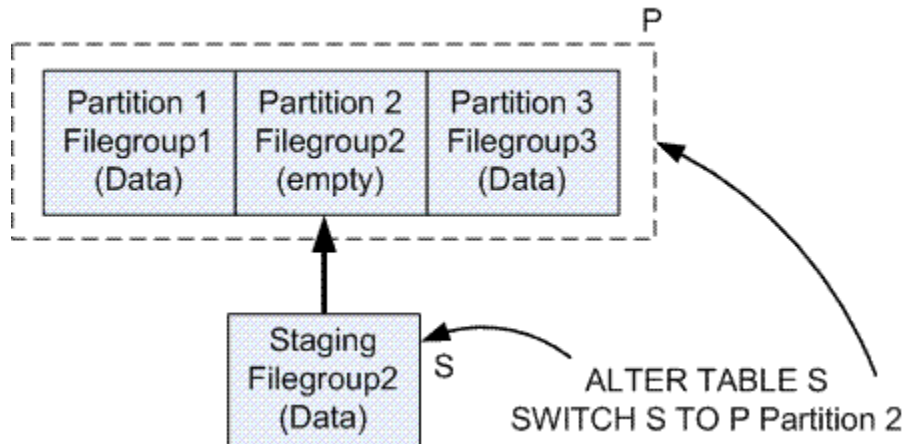 P
Partition 1
Filegroup1
(Data)
Partition 2
Filegroup2
(empty)
Partition 3
Filegroup3
(Data)
Staging
Filegroup2
(Data)
S
ALTER TABLE S
SWITCH S TO P Partition 2